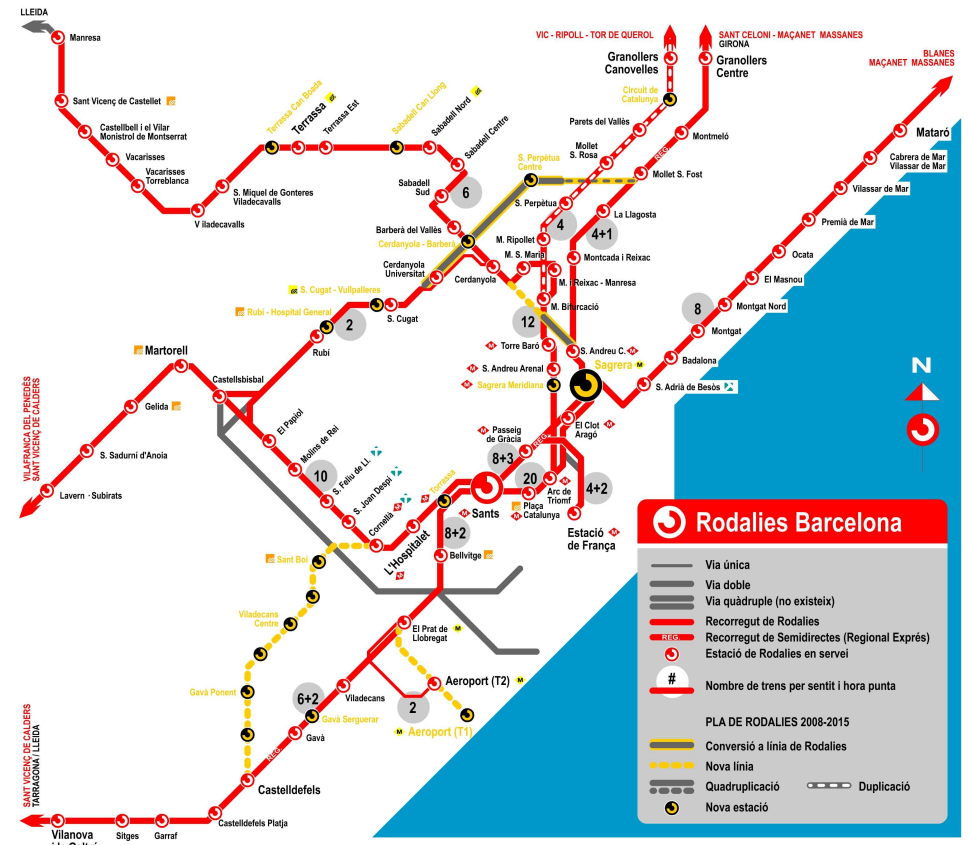 LLEIDA
Manresa
Sant Vicenç de Castellet
Castellbell i el Vilar
Monistrol de Montserrat
Vacarisses
Vacarisses
Torreblanca
S. Miquel de Gonteres
Viladecavalls
V iladecavalls
Terrassa Can Boada
Terrassa
Terrassa Est
Sabadell Can Llong
Sabadell Nord
Sabadell Centre
Sabadell
Sud
6
Barberà del Vallès
Cerdanyola - Barberà
Cerdanyola
Universitat
Cerdanyola
S. Perpètua
Centre
S. Perpètua
VIC - RIPOLL - TOR DE QUEROL
SANT CELONI - MAÇANET MASSANES
GIRONA
Granollers
Canovelles
Granollers
Centre
BLANES
MAÇANET MASSANES
Circuit de
Catalunya
Parets del Vallès
Mollet
S. Rosa
Montmeló
REG.
Mollet S. Fost
La Llagosta
4
4+1
M. Ripollet
M. S. Maria
Montcada i Reixac
M. i Reixac - Manresa
M. Bifurcació
12
Torre Baró
M
S. Andreu C.
M
S. Andreu Arenal
M
Sagrera
M
Sagrera Meridiana
M
Mataró
Cabrera de Mar
Vilassar de Mar
Vilassar de Mar
Premià de Mar
Ocata
El Masnou
Montgat Nord
8
Montgat
Badalona
S. Adrià de Besòs
S. Cugat - Vullpalleres
S. Cugat
Rubí - Hospital General
2
Rubí
Martorell
Castellsbisbal
Gelida
S. Sadurní d'Anoia
Lavern - Subirats
VILAFRANCA DEL PENEDÈS
SANT VICENÇ DE CALDERS
El Papiol
Molins de Rei
10
S. Feliu de Ll.
S. Joan Despí
Cornellà
L'Hospitalet
Torrassa
Sants
M
8+3
REG.
Passeig
de Gràcia
M
El Clot
Aragó
M
20
Plaça
Catalunya
M
Arc de
Triomf
M
4+2
Estació
de França
M
8+2
Bellvitge
Sant Boi
Viladecans
Centre
Gavà Ponent
El Prat de
Llobregat
M
Aeroport (T2)
M
2
Aeroport (T1)
M
Viladecans
6+2
Gavà Serguerar
Gavà
REG.
Castelldefels
Castelldefels Platja
Garraf
Sitges
Vilanova
SANT VICENÇ DE CALDERS
TARRAGONA / LLEIDA
N
Rodalies Barcelona
Via única
Via doble
Via quàdruple (no existeix)
Recorregut de Rodalies
REG.
Recorregut de Semidirectes (Regional Exprés)
Estació de Rodalies en servei
#
Nombre de trens per sentit i hora punta
PLA DE RODALIES 2008-2015
Conversió a línia de Rodalies
Nova línia
Quadruplicació
Duplicació
Nova estació